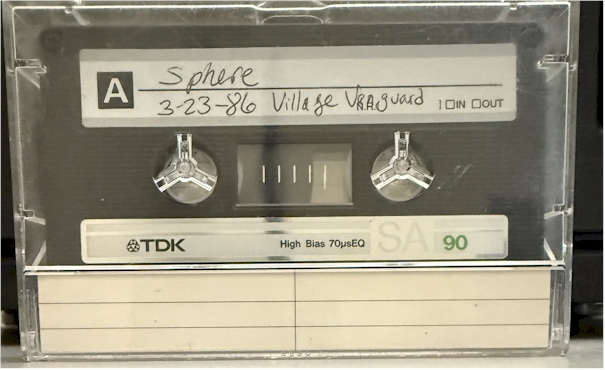 A Sphere
3-23-86 Village Vanguard N.R. IN OUT
TDK High Bias 70µsEQ SA 90